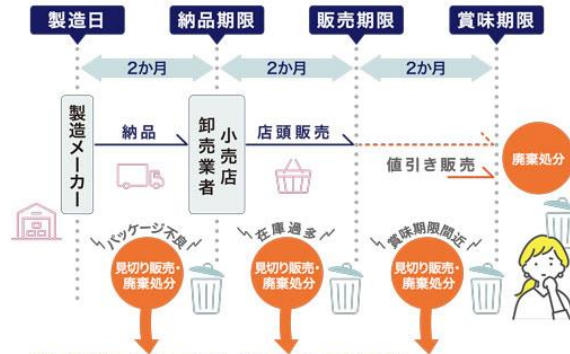 製造日
納品期限
販売期限
賞味期限
2か月
2か月
2か月
製造メーカー
納品
卸売業者
小売店
店頭販売
値引き販売
廃棄処分
パッケージ不良
在庫過多
賞味期限間近
見切り販売・
廃棄処分
見切り販売・
廃棄処分
見切り販売・
廃棄処分